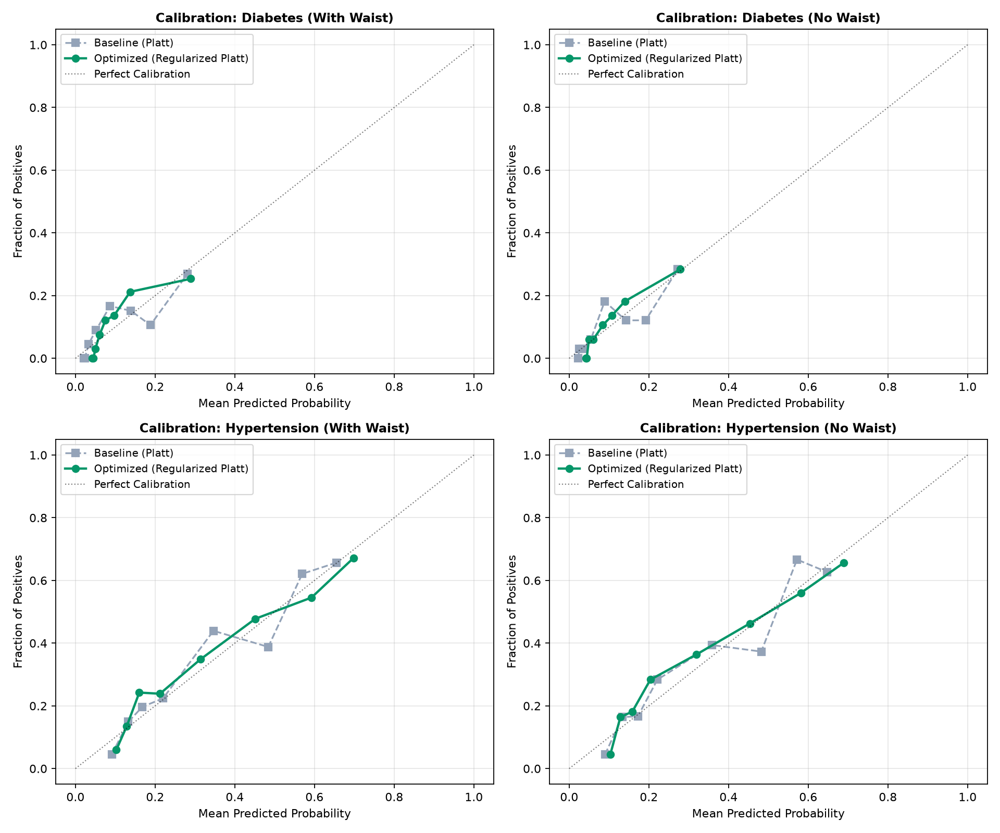 Calibration: Diabetes (With Waist)
Baseline (Platt)
Optimized (Regularized Platt)
Perfect Calibration
1.0
0.8
0.6
0.4
0.2
0.0
Fraction of Positives
0.0 0.2 0.4 0.6 0.8 1.0
Mean Predicted Probability
Calibration: Diabetes (No Waist)
Baseline (Platt)
Optimized (Regularized Platt)
Perfect Calibration
1.0
0.8
0.6
0.4
0.2
0.0
Fraction of Positives
0.0 0.2 0.4 0.6 0.8 1.0
Mean Predicted Probability
Calibration: Hypertension (With Waist)
Baseline (Platt)
Optimized (Regularized Platt)
Perfect Calibration
1.0
0.8
0.6
0.4
0.2
0.0
Fraction of Positives
0.0 0.2 0.4 0.6 0.8 1.0
Mean Predicted Probability
Calibration: Hypertension (No Waist)
Baseline (Platt)
Optimized (Regularized Platt)
Perfect Calibration
1.0
0.8
0.6
0.4
0.2
0.0
Fraction of Positives
0.0 0.2 0.4 0.6 0.8 1.0
Mean Predicted Probability